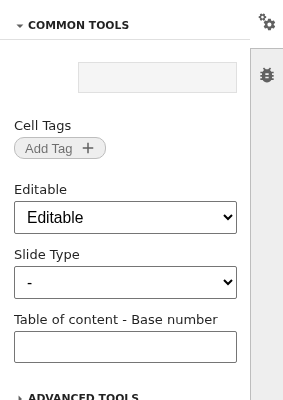 COMMON TOOLS
Cell Tags
Add Tag
Editable
Editable
Slide Type
-
Table of content - Base number
ADVANCED TOOLS